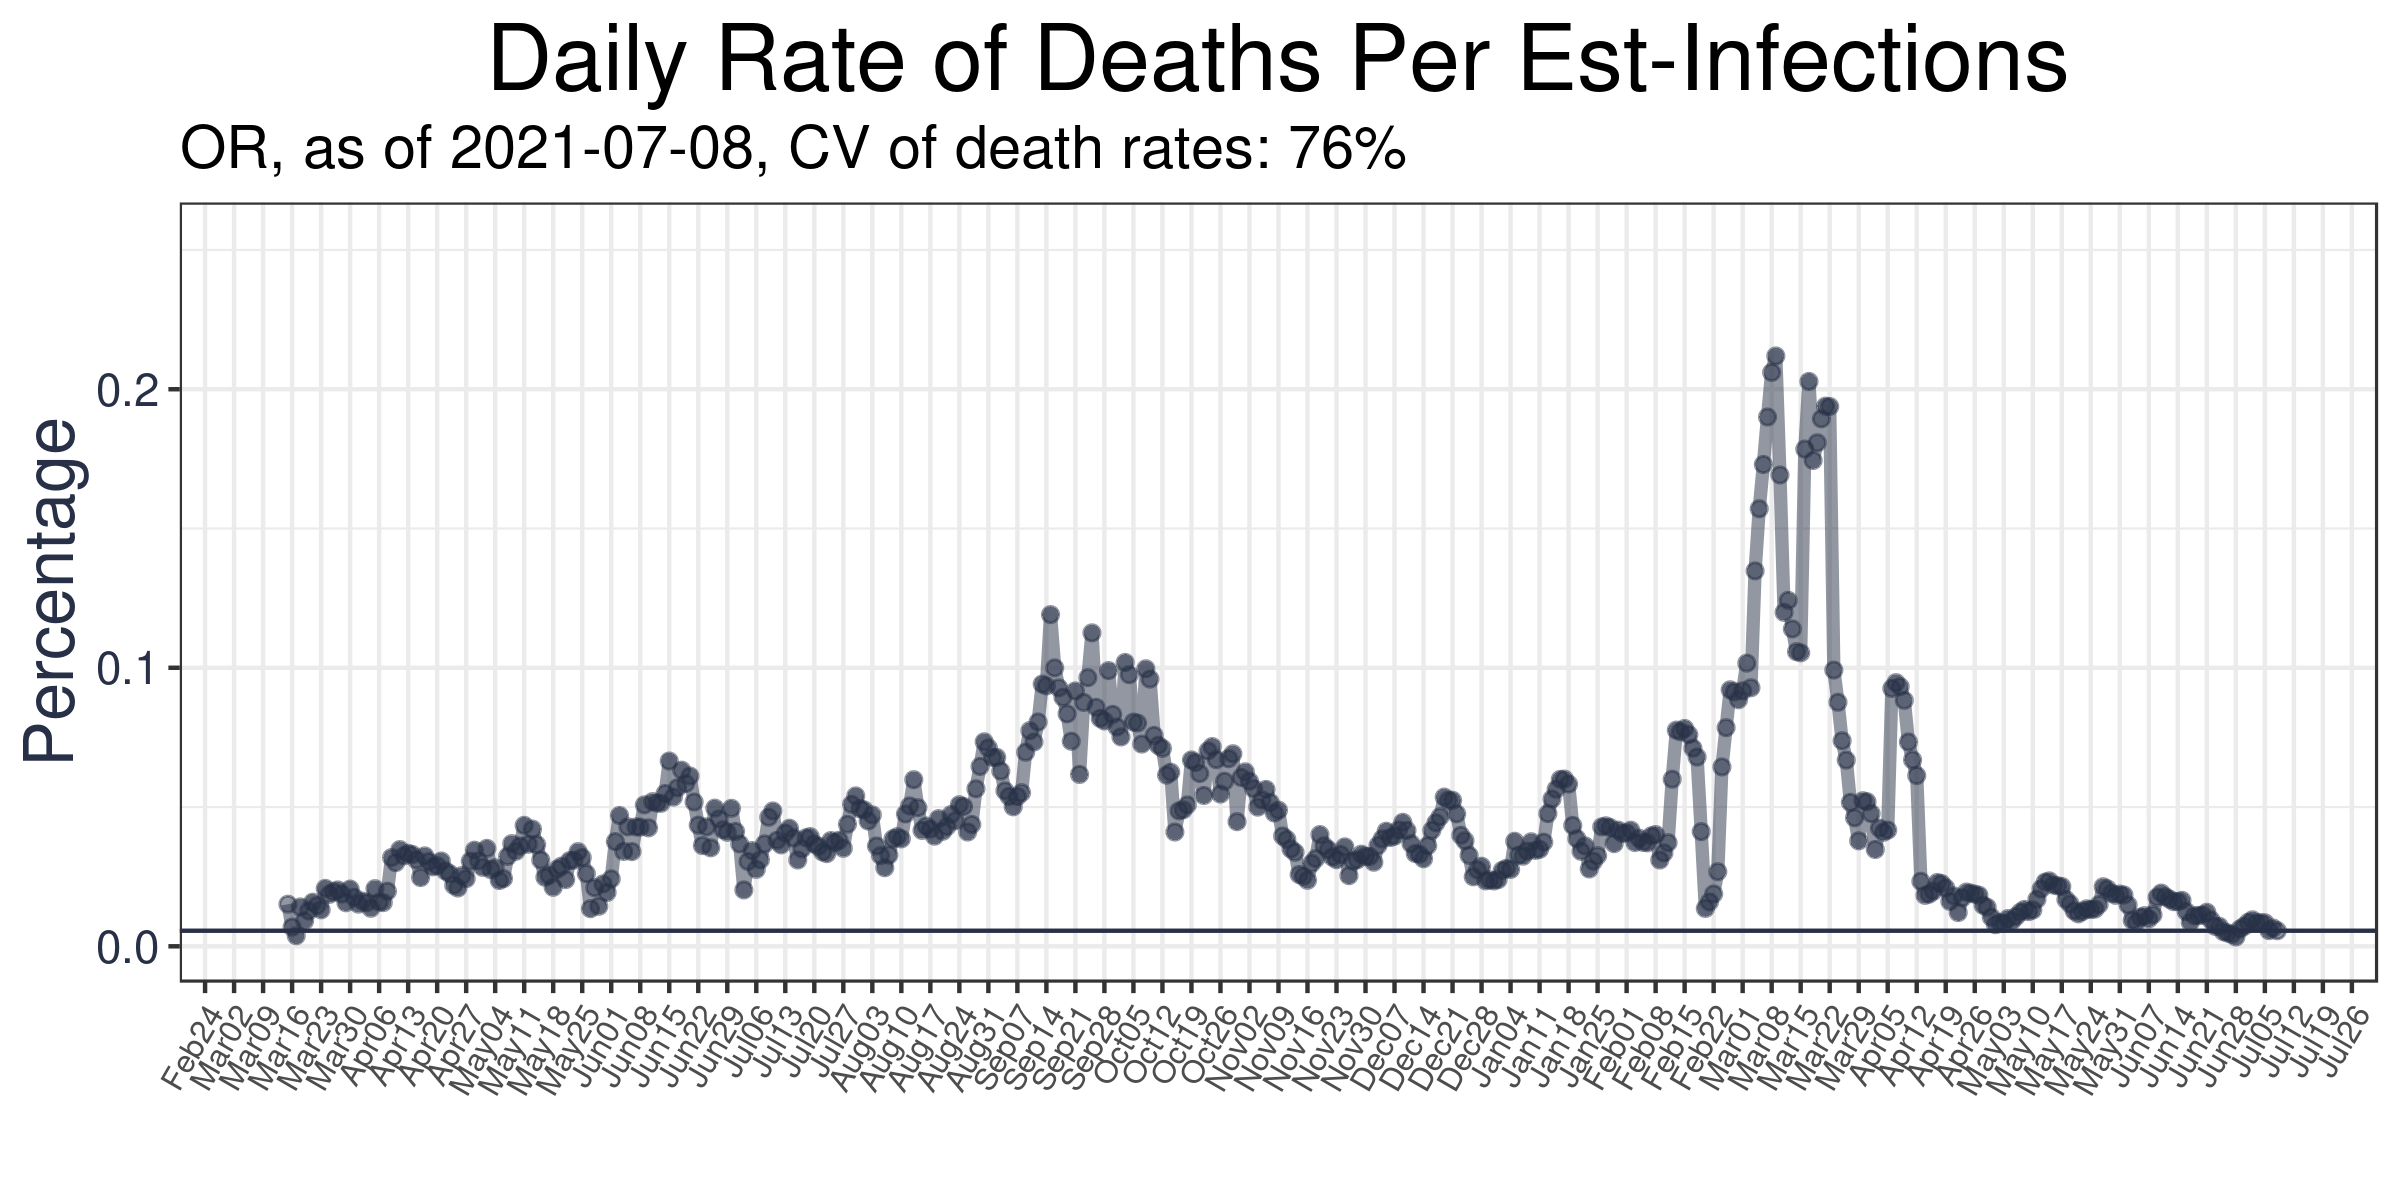 Daily Rate of Deaths Per Est-Infections
OR, as of 2021-07-08, CV of death rates: 76%
Percentage
0.2
0.1
0.0
Feb24
Mar02
Mar09
Mar16
Mar23
Mar30
Apr06
Apr13
Apr20
Apr27
May04
May11
May18
May25
Jun01
Jun08
Jun15
Jun22
Jun29
Jul06
Jul13
Jul20
Jul27
Aug03
Aug10
Aug17
Aug24
Aug31
Sep07
Sep14
Sep21
Sep28
Oct05
Oct12
Oct19
Oct26
Nov02
Nov09
Nov16
Nov23
Nov30
Dec07
Dec14
Dec21
Dec28
Jan04
Jan11
Jan18
Jan25
Feb01
Feb08
Feb15
Feb22
Mar01
Mar08
Mar15
Mar22
Mar29
Apr05
Apr12
Apr19
Apr26
May03
May10
May17
May24
May31
Jun07
Jun14
Jun21
Jun28
Jul05
Jul12
Jul19
Jul26